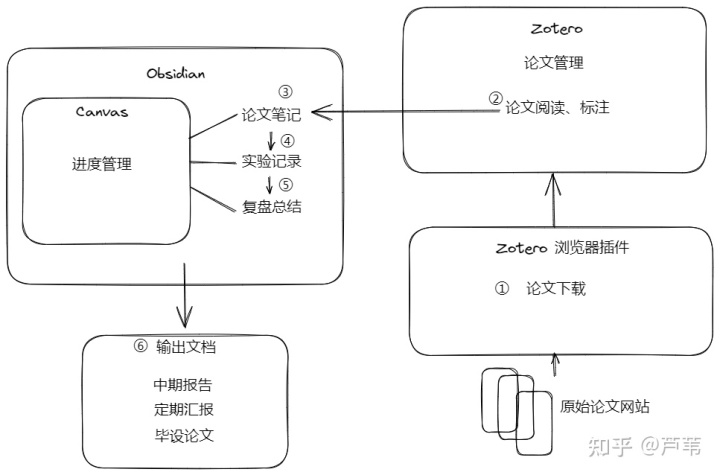 Obsidian
Canvas
进度管理
③
论文笔记
④
实验记录
⑤
复盘总结
Zotero
论文管理
② 论文阅读、标注
Zotero 浏览器插件
① 论文下载
原始论文网站
⑥ 输出文档
中期报告
定期汇报
毕设论文
知乎 @芦苇